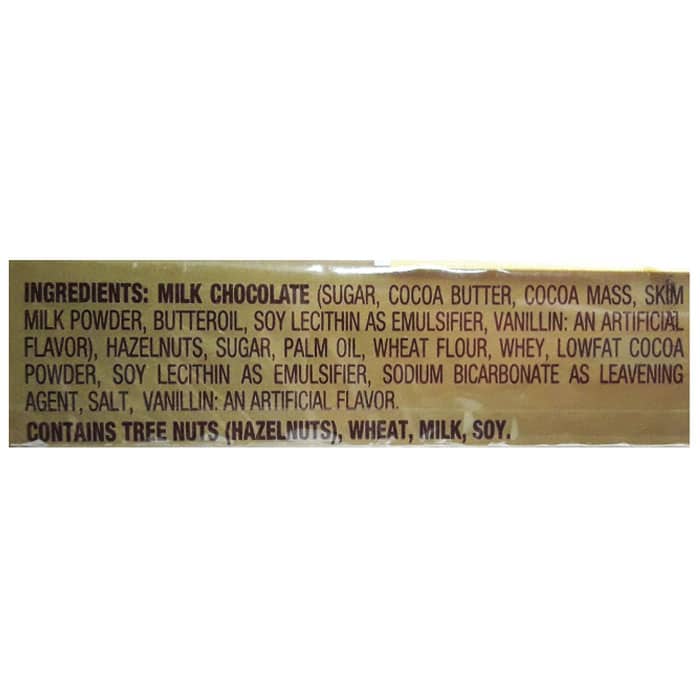 INGREDIENTS: MILK CHOCOLATE (SUGAR, COCOA BUTTER, COCOA MASS, SKIM
MILK POWDER, BUTTEROIL, SOY LECITHIN AS EMULSIFIER, VANILLIN: AN ARTIFICIAL
FLAVOR), HAZELNUTS, SUGAR, PALM OIL, WHEAT FLOUR, WHEY, LOWFAT COCOA
POWDER, SOY LECITHIN AS EMULSIFIER, SODIUM BICARBONATE AS LEAVENING
AGENT, SALT, VANILLIN: AN ARTIFICIAL FLAVOR.
CONTAINS TREE NUTS (HAZELNUTS), WHEAT, MILK, SOY.